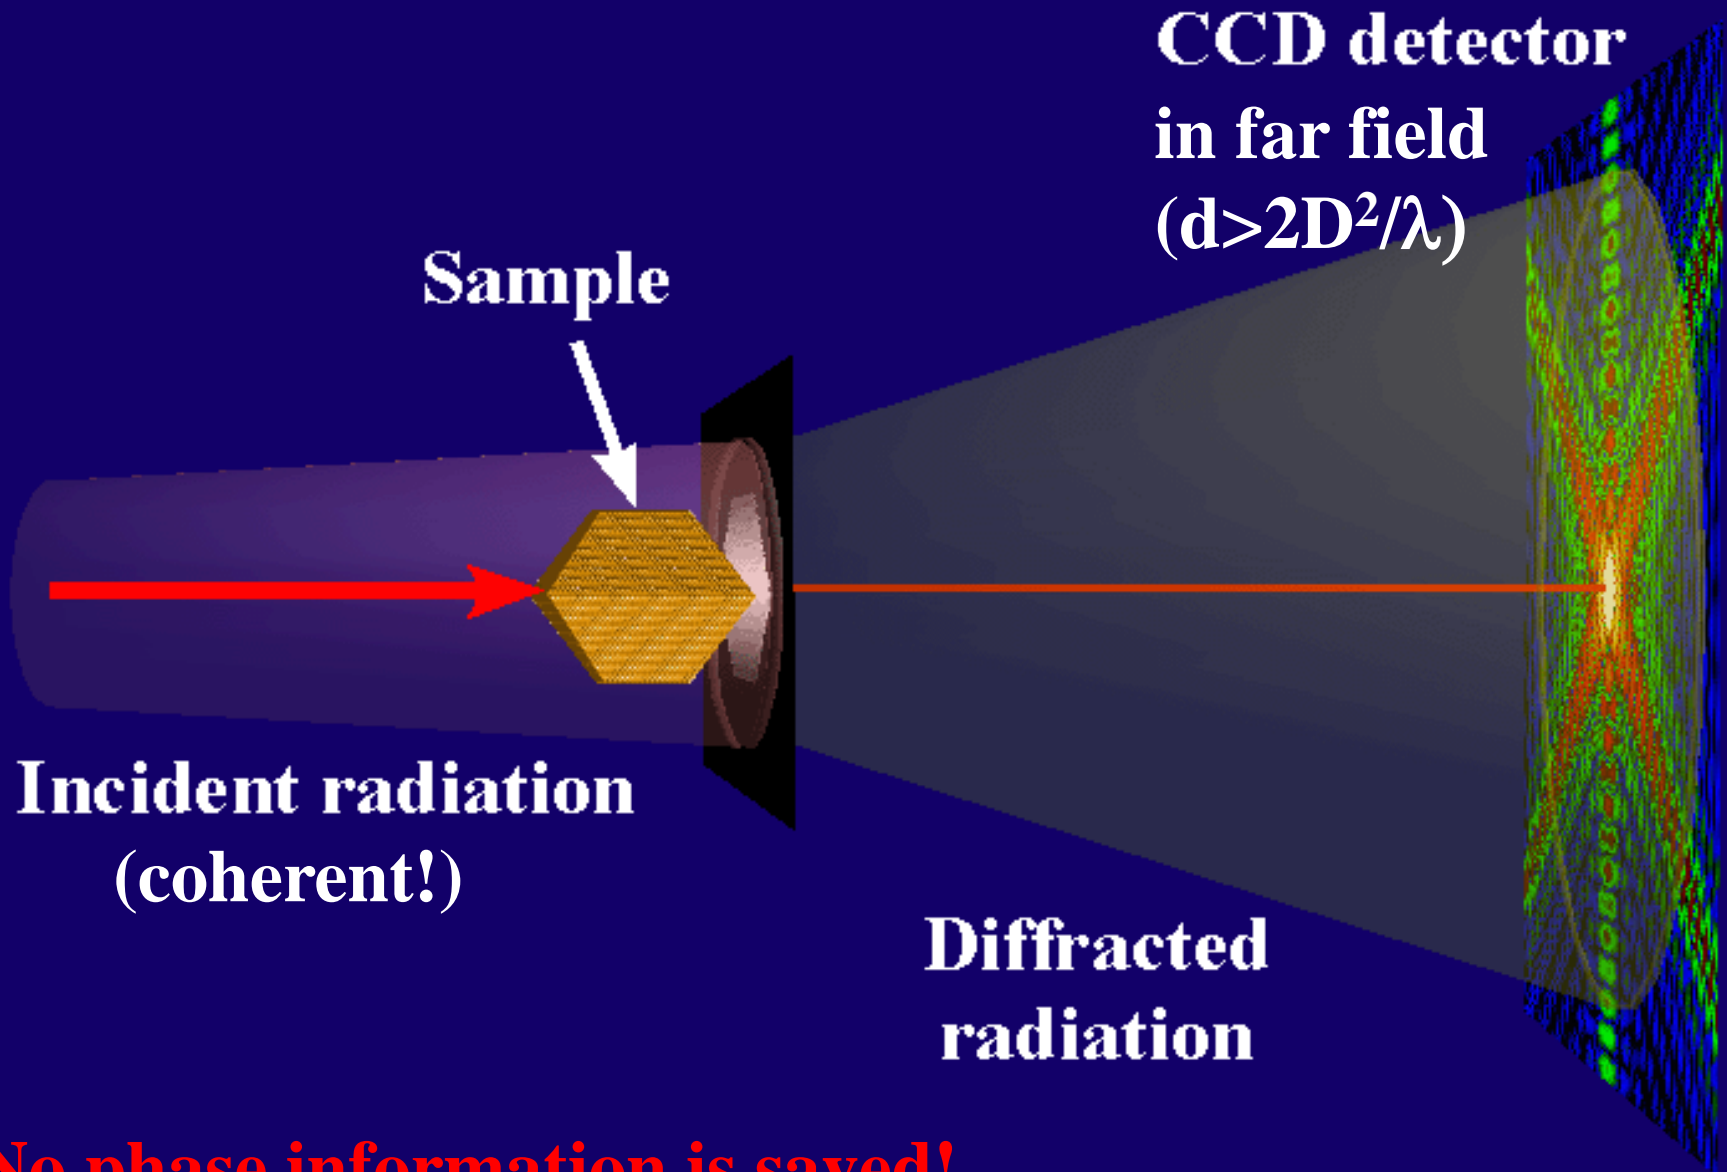 CCD detector
in far field
(d>2D²/λ)
Sample
Incident radiation
(coherent!)
Diffracted
radiation
No phase information is saved!